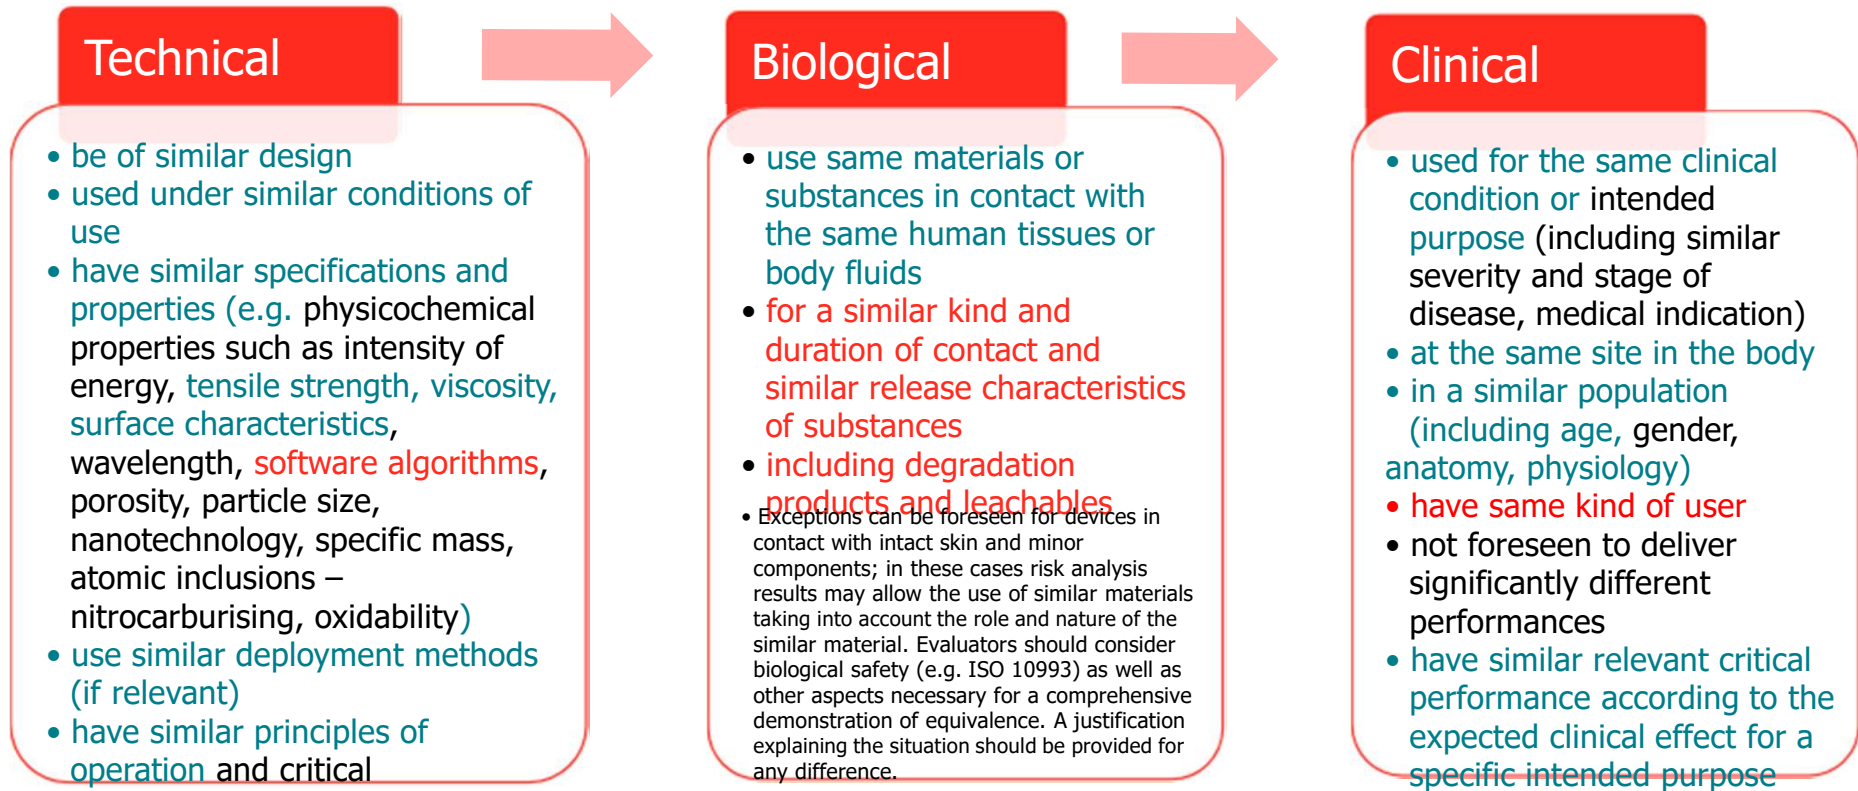 Technical
• be of similar design
• used under similar conditions of
use
• have similar specifications and
properties (e.g. physicochemical
properties such as intensity of
energy, tensile strength, viscosity,
surface characteristics,
wavelength, software algorithms,
porosity, particle size,
nanotechnology, specific mass,
atomic inclusions –
nitrocarburising, oxidability)
• use similar deployment methods
(if relevant)
• have similar principles of
operation and critical
Biological
• use same materials or
substances in contact with
the same human tissues or
body fluids
• for a similar kind and
duration of contact and
similar release characteristics
of substances
• including degradation
products and leachables
• Exceptions can be foreseen for devices in
contact with intact skin and minor
components; in these cases risk analysis
results may allow the use of similar materials
taking into account the role and nature of the
similar material. Evaluators should consider
biological safety (e.g. ISO 10993) as well as
other aspects necessary for a comprehensive
demonstration of equivalence. A justification
explaining the situation should be provided for
any difference.
Clinical
• used for the same clinical
condition or intended
purpose (including similar
severity and stage of
disease, medical indication)
• at the same site in the body
• in a similar population
(including age, gender,
anatomy, physiology)
• have same kind of user
• not foreseen to deliver
significantly different
performances
• have similar relevant critical
performance according to the
expected clinical effect for a
specific intended purpose